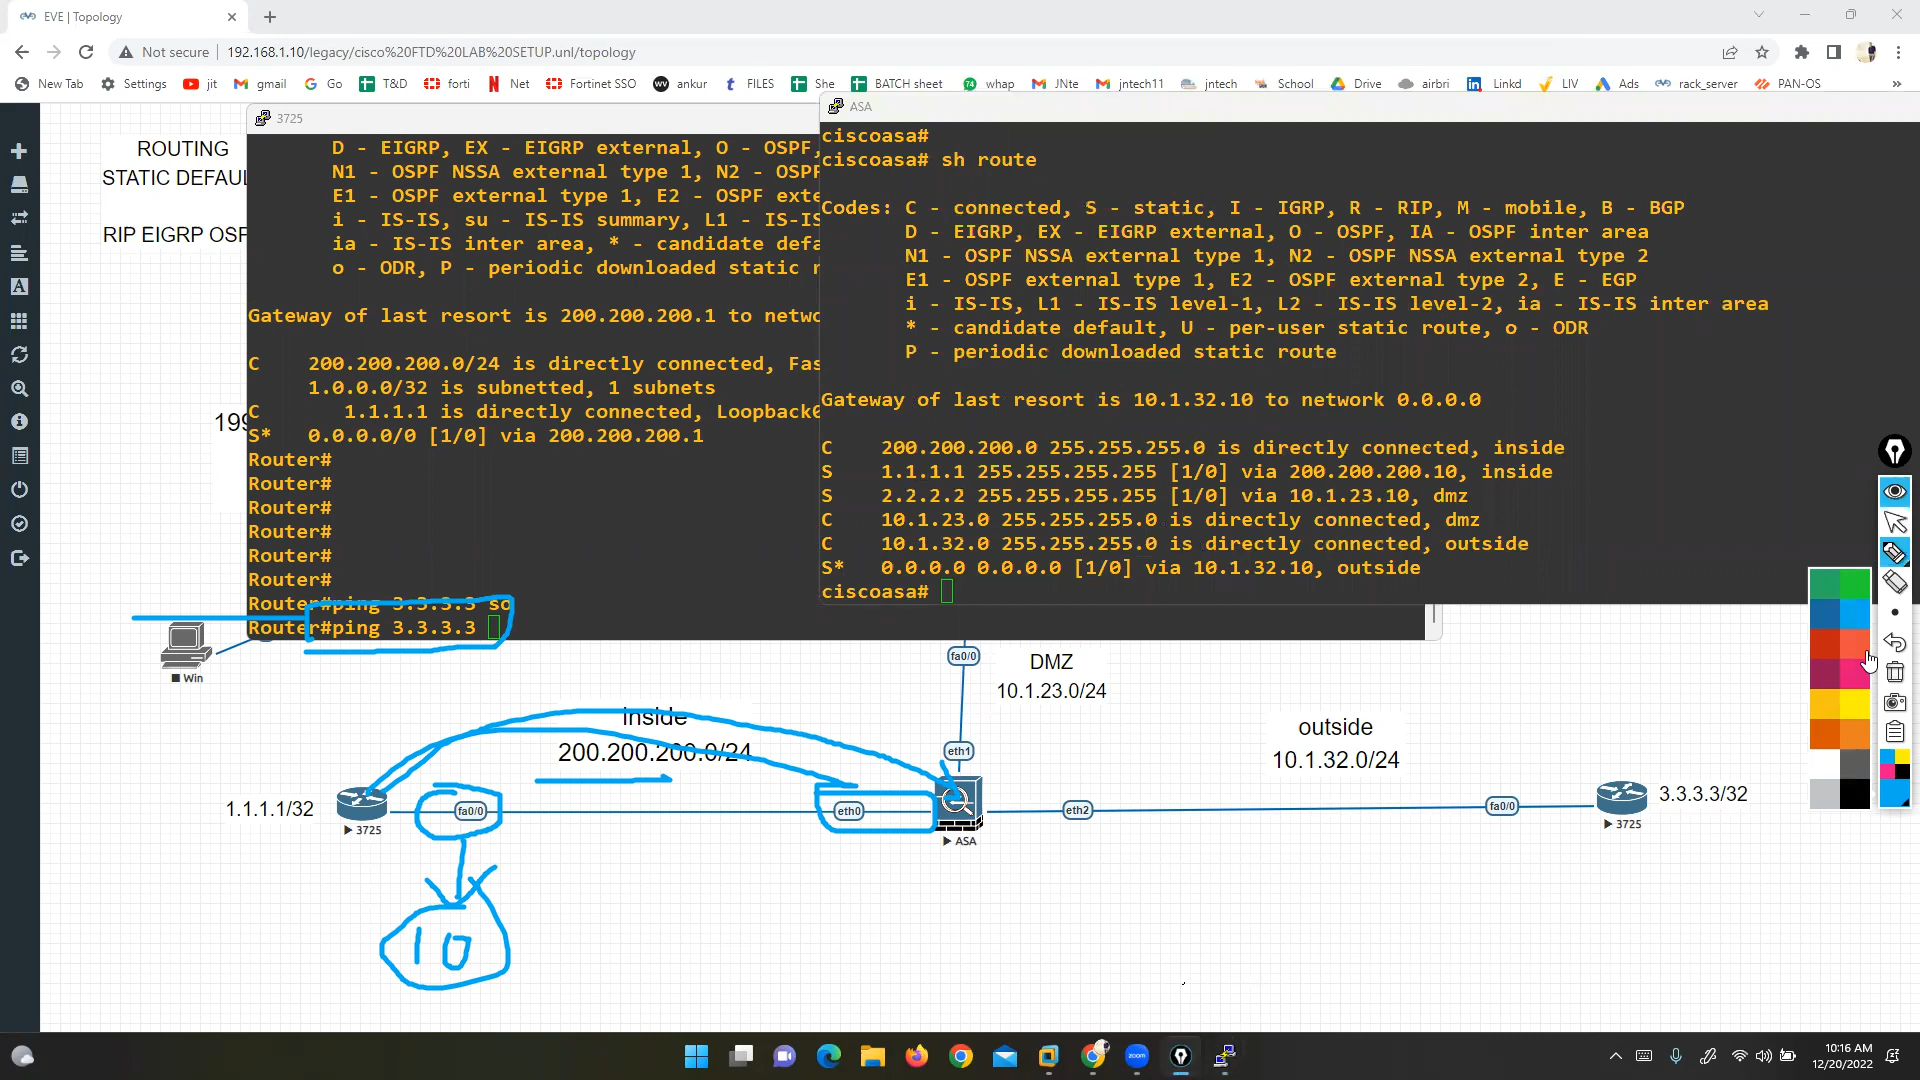 EVE | Topology
Not secure
192.168.1.10/legacy/cisco%20FTD%20LAB%20SETUP.unl/topology
New Tab
Settings
jit
gmail
Go
T&D
forti
Net
Fortinet SSO
ankur
FILES
She
BATCH sheet
whap
JNte
jntech11
jntech
School
Drive
airbri
Linkd
LIV
Ads
rack_server
PAN-OS
ROUTING
STATIC DEFAUL
RIP EIGRP OSP
199
3725
D - EIGRP, EX - EIGRP external, O - OSPF,
N1 - OSPF NSSA external type 1, N2 - OSPF
E1 - OSPF external type 1, E2 - OSPF exte
i - IS-IS, su - IS-IS summary, L1 - IS-IS
ia - IS-IS inter area, * - candidate defa
o - ODR, P - periodic downloaded static r
Gateway of last resort is 200.200.200.1 to netwo
C 200.200.200.0/24 is directly connected, Fas
1.0.0.0/32 is subnetted, 1 subnets
C 1.1.1.1 is directly connected, Loopback0
S* 0.0.0.0/0 [1/0] via 200.200.200.1
Router#
Router#
Router#
Router#
Router#
Router#
Router#ping 3.3.3.3 so
Router#ping 3.3.3.3
ASA
ciscoasa#
ciscoasa# sh route
Codes: C - connected, S - static, I - IGRP, R - RIP, M - mobile, B - BGP
D - EIGRP, EX - EIGRP external, O - OSPF, IA - OSPF inter area
N1 - OSPF NSSA external type 1, N2 - OSPF NSSA external type 2
E1 - OSPF external type 1, E2 - OSPF external type 2, E - EGP
i - IS-IS, L1 - IS-IS level-1, L2 - IS-IS level-2, ia - IS-IS inter area
* - candidate default, U - per-user static route, o - ODR
P - periodic downloaded static route
Gateway of last resort is 10.1.32.10 to network 0.0.0.0
C 200.200.200.0 255.255.255.0 is directly connected, inside
S 1.1.1.1 255.255.255.255 [1/0] via 200.200.200.10, inside
S 2.2.2.2 255.255.255.255 [1/0] via 10.1.23.10, dmz
C 10.1.23.0 255.255.255.0 is directly connected, dmz
C 10.1.32.0 255.255.255.0 is directly connected, outside
S* 0.0.0.0 0.0.0.0 [1/0] via 10.1.32.10, outside
ciscoasa#
Win
fa0/0
DMZ
10.1.23.0/24
inside
200.200.200.0/24
outside
10.1.32.0/24
eth1
1.1.1.1/32
fa0/0
eth0
eth2
fa0/0
3.3.3.3/32
3725
ASA
3725
10
zoom
10:16 AM
12/20/2022